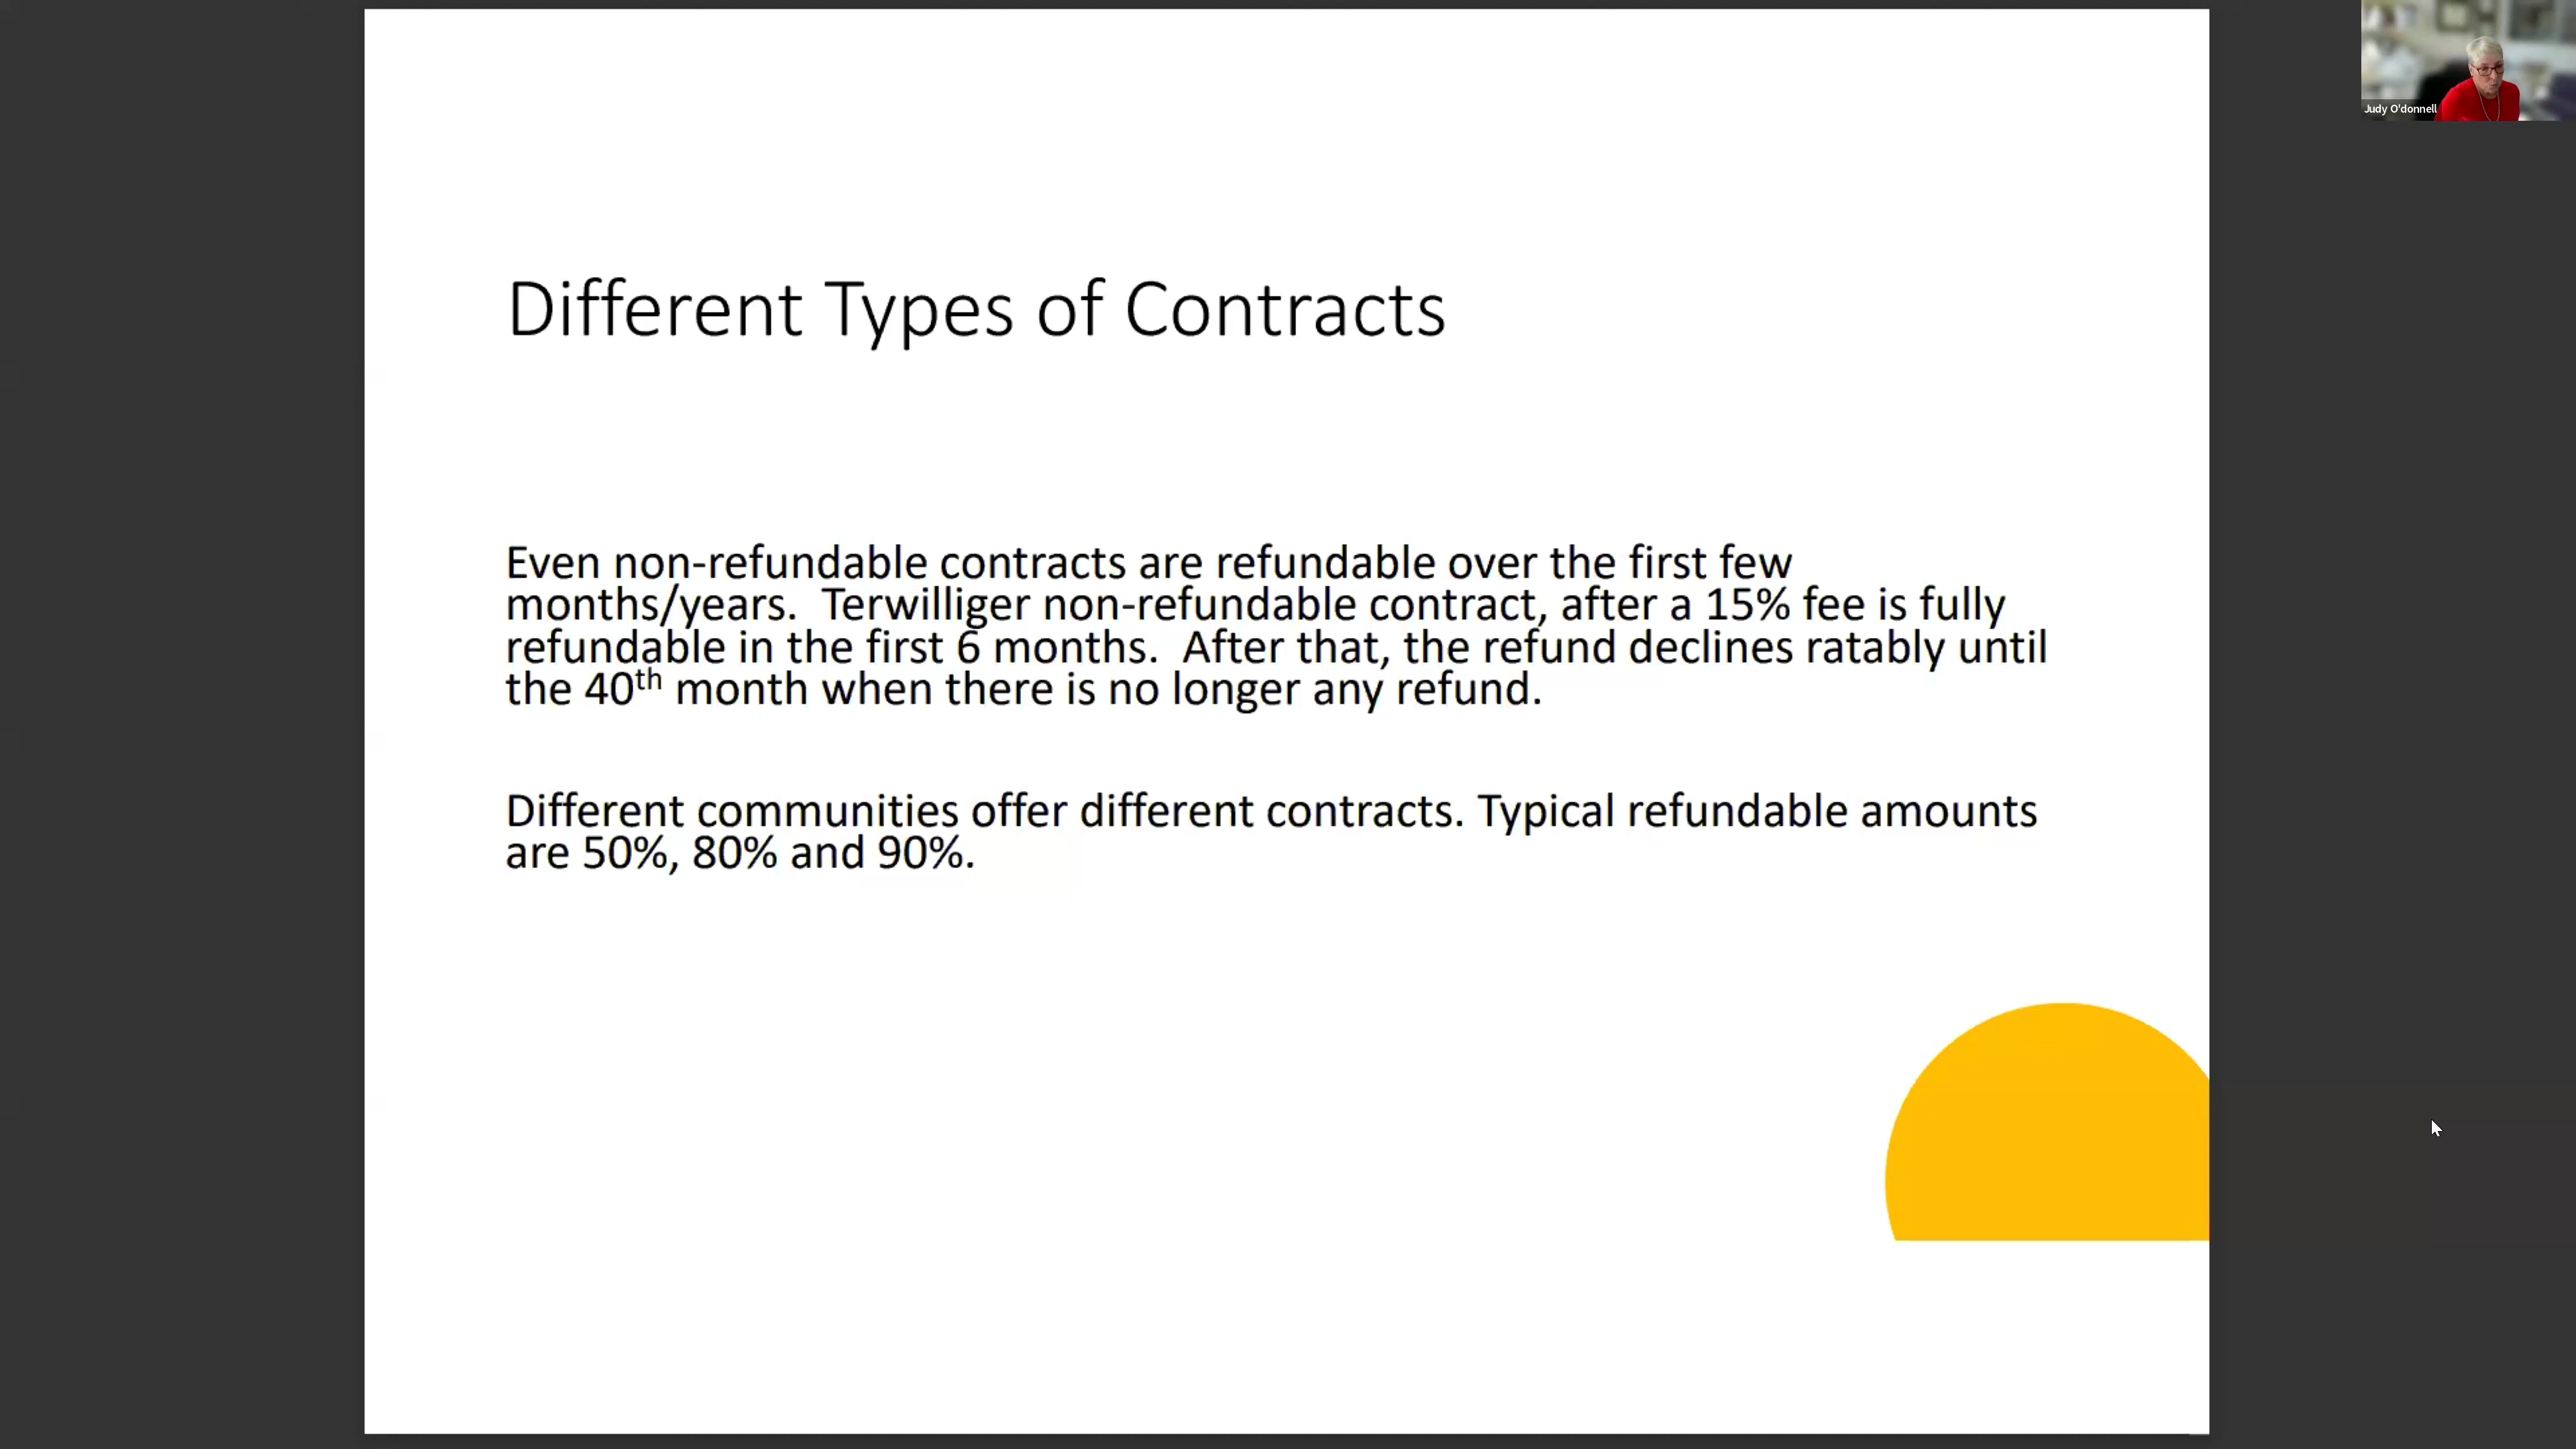 Judy O'donnell
Different Types of Contracts
Even non-refundable contracts are refundable over the first few
months/years.  Terwilliger non-refundable contract, after a 15% fee is fully
refundable in the first 6 months.  After that, the refund declines ratably until
the 40th month when there is no longer any refund.
Different communities offer different contracts. Typical refundable amounts
are 50%, 80% and 90%.